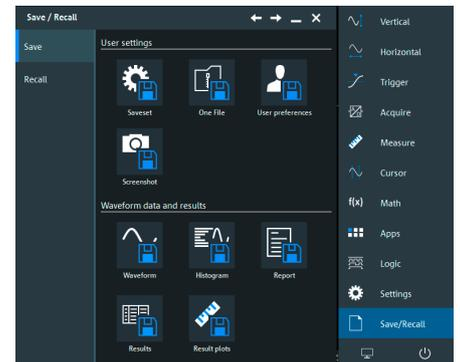 Save / Recall
Save
Recall
User settings
Saveset
One File
User preferences
Screenshot
Waveform data and results
Waveform
Histogram
Report
Results
Result plots
Vertical
Horizontal
Trigger
Acquire
Measure
Cursor
f(x) Math
Apps
Logic
Settings
Save/Recall